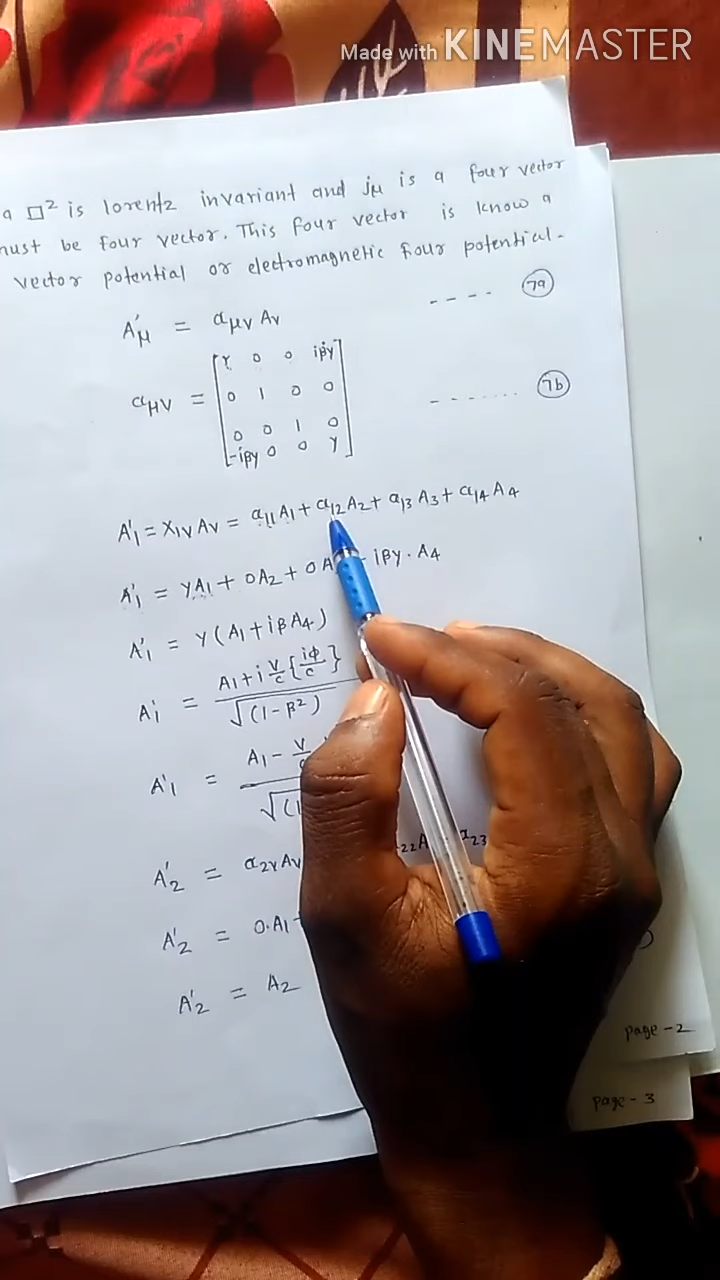 Made with KINEMASTER
a □² is lorentz invariant and jμ is a four vector
must be four vector. This four vector is know a
vector potential or electromagnetic four potential.
A'μ = aμν Aν ---- (7a)
aμν = [γ 0 0 iβγ
0 1 0 0
0 0 1 0
-iβγ 0 0 γ] ------- (7b)
A'1 = X1ν Aν = a11 A1 + a12 A2 + a13 A3 + a14 A4
A'1 = γA1 + 0A2 + 0A iβγ · A4
A'1 = γ(A1 + iβA4)
A'1 = A1 + i v/c {iϕ/c} / √(1-β²)
A'1 = A1 - v / √(1
A'2 = a2ν Aν 22 A a23
A'2 = 0·A1
A'2 = A2
page-2
page-3